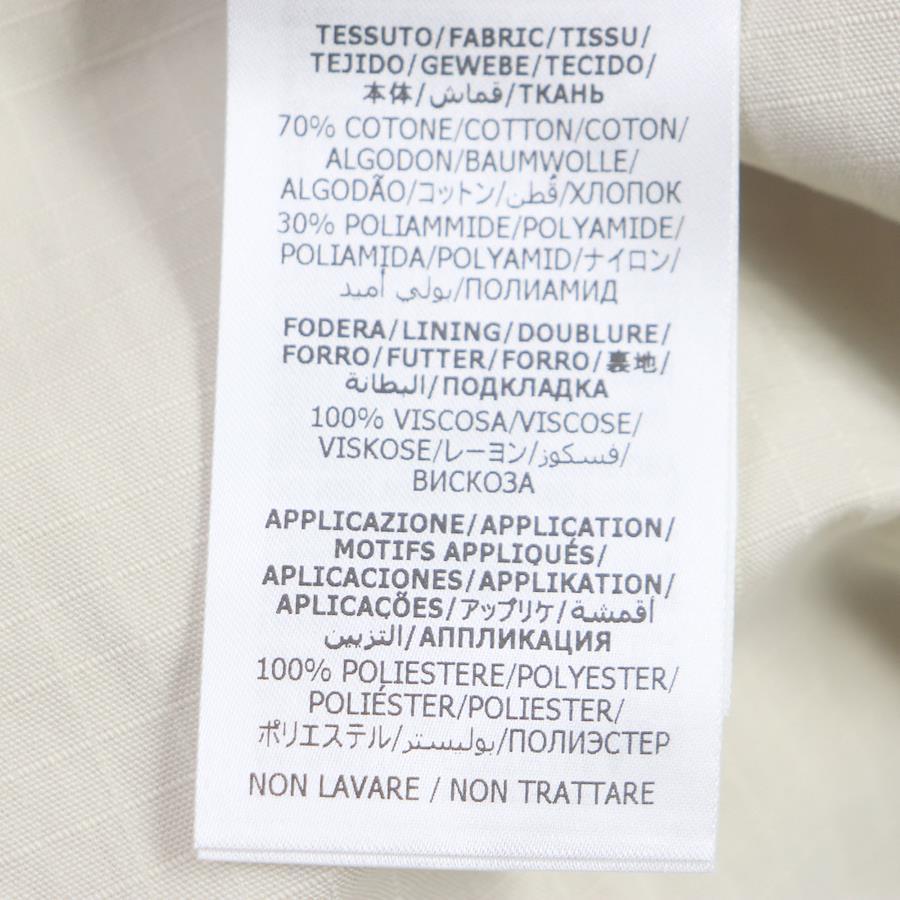 TESSUTO/FABRIC/TISSU/
TEJIDO/GEWEBE/TECIDO/
本体/قماش/ТКАНЬ
70% COTONE/COTTON/COTON/
ALGODON/BAUMWOLLE/
ALGODÃO/コットン/قُطن/ХЛОПОК
30% POLIAMMIDE/POLYAMIDE/
POLIAMIDA/POLYAMID/ナイロン/
بولي أميد/ПОЛИАМИД
FODERA/LINING/DOUBLURE/
FORRO/FUTTER/FORRO/裏地/
البطانة/ПОДКЛАДКА
100% VISCOSA/VISCOSE/
VISKOSE/レーヨン/فسكوز/
ВИСКОЗА
APPLICAZIONE/APPLICATION/
MOTIFS APPLIQUÉS/
APLICACIONES/APPLIKATION/
APLICAÇÕES/アップリケ/أقمشة
التزيين/АППЛИКАЦИЯ
100% POLIESTERE/POLYESTER/
POLIÉSTER/POLIESTER/
ポリエステル/بوليستر/ПОЛИЭСТЕР
NON LAVARE / NON TRATTARE